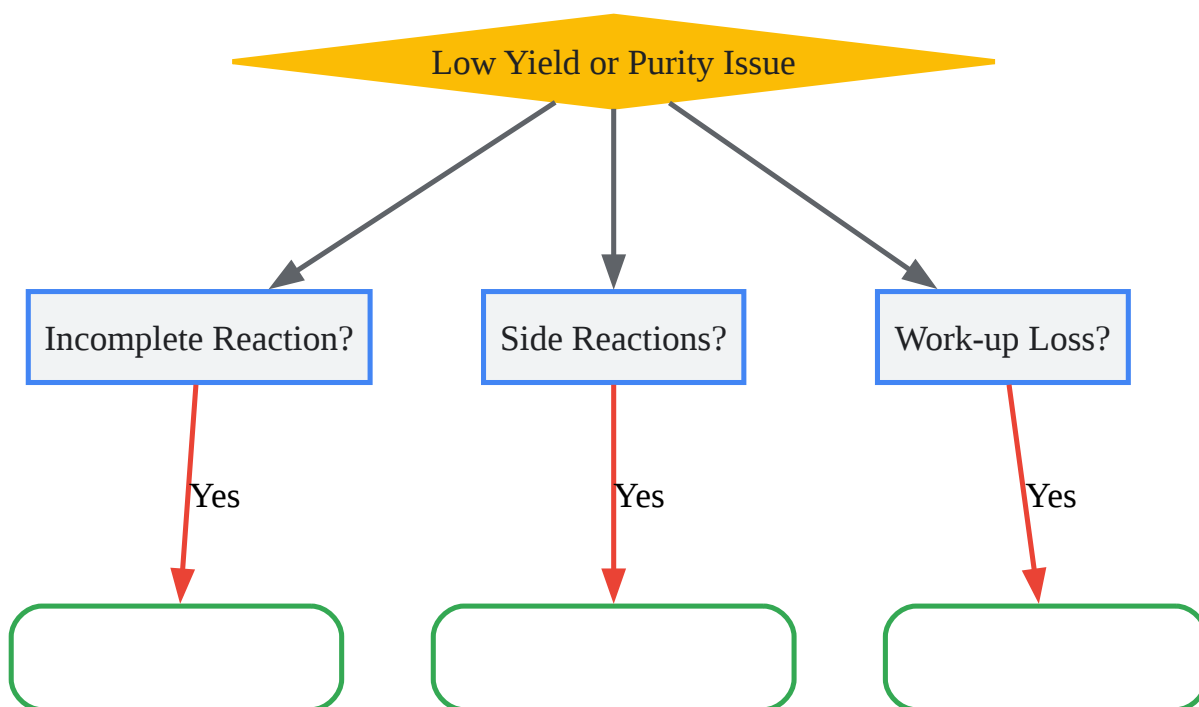 Low Yield or Purity Issue
Incomplete Reaction?
Side Reactions?
Work-up Loss?
Yes
Yes
Yes